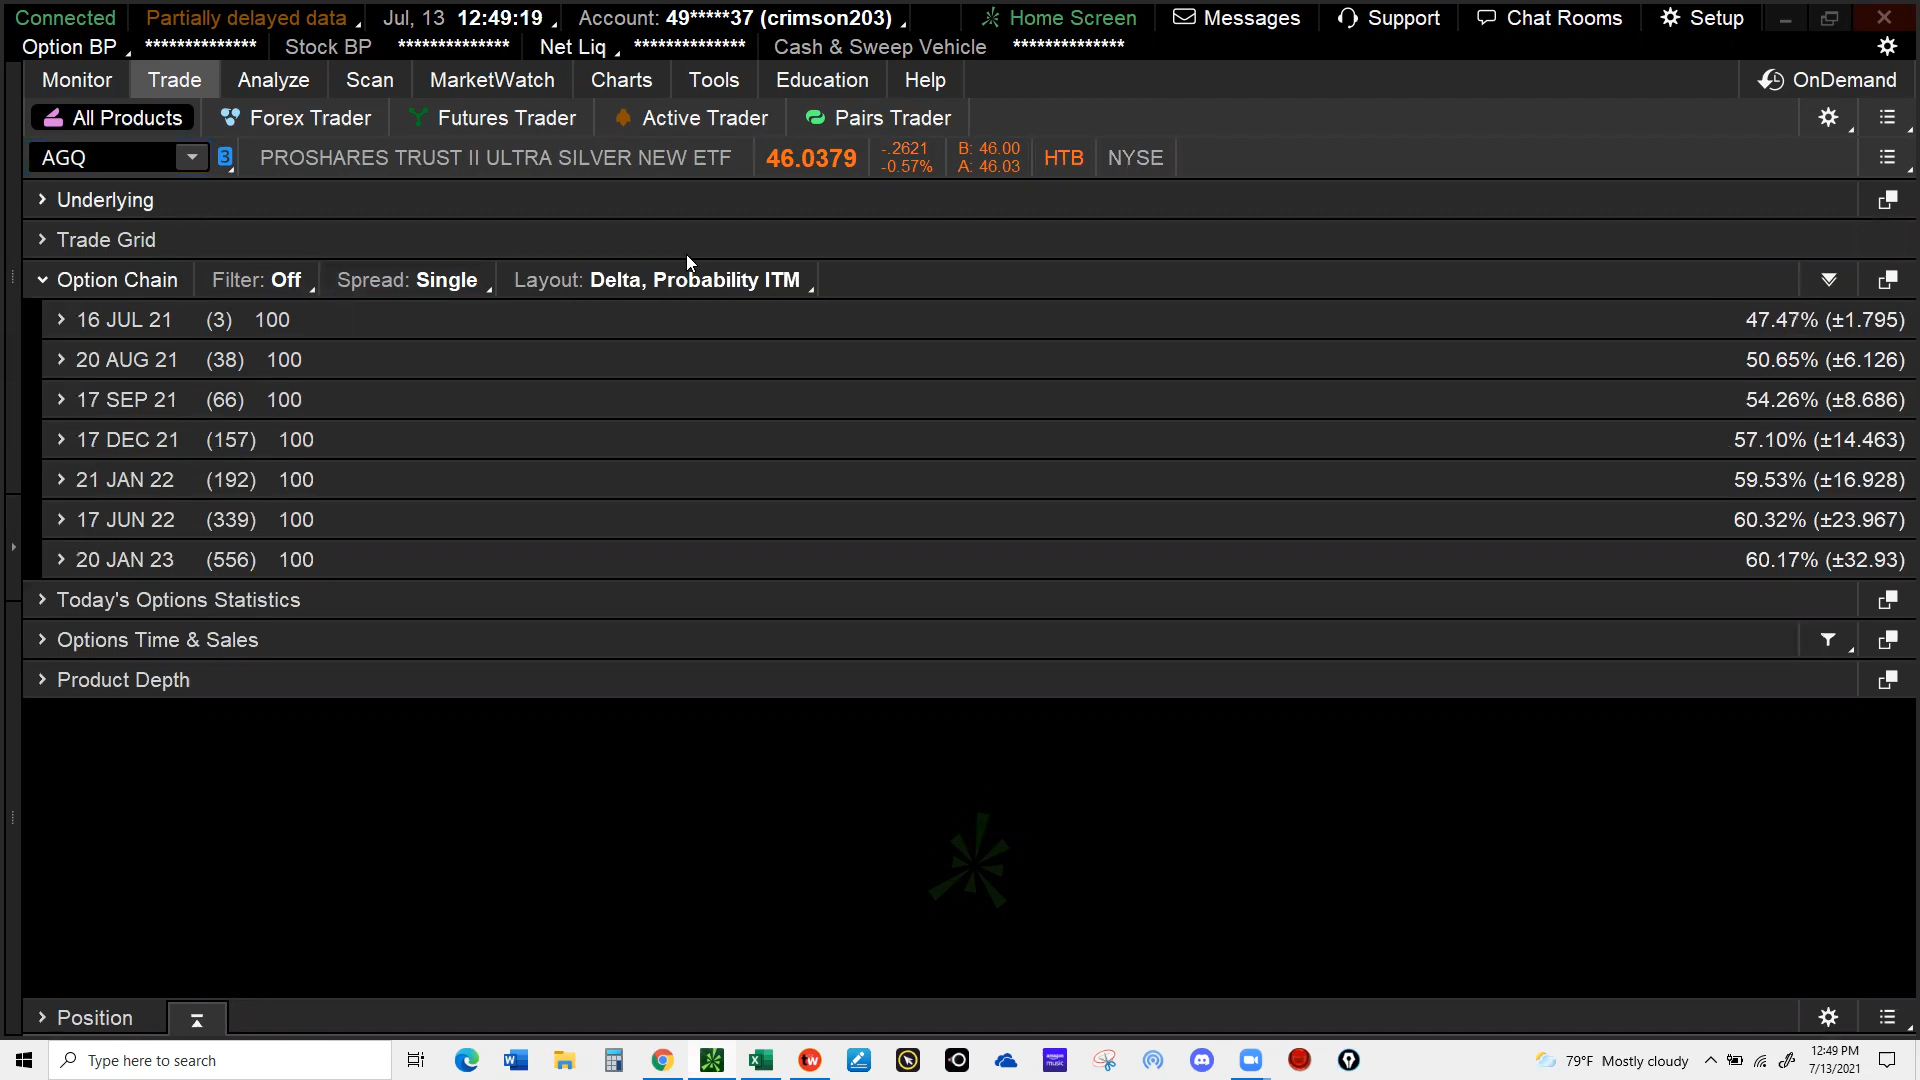 Connected Partially delayed data Jul, 13 12:49:19 Account: 49*****37 (crimson203) Home Screen Messages Support Chat Rooms Setup
Option BP ************** Stock BP ************** Net Liq ************** Cash & Sweep Vehicle **************
Monitor Trade Analyze Scan MarketWatch Charts Tools Education Help OnDemand
All Products Forex Trader Futures Trader Active Trader Pairs Trader
AGQ 3 PROSHARES TRUST II ULTRA SILVER NEW ETF 46.0379 -.2621 -0.57% B: 46.00 A: 46.03 HTB NYSE
Underlying
Trade Grid
Option Chain Filter: Off Spread: Single Layout: Delta, Probability ITM
16 JUL 21 (3) 100 47.47% (±1.795)
20 AUG 21 (38) 100 50.65% (±6.126)
17 SEP 21 (66) 100 54.26% (±8.686)
17 DEC 21 (157) 100 57.10% (±14.463)
21 JAN 22 (192) 100 59.53% (±16.928)
17 JUN 22 (339) 100 60.32% (±23.967)
20 JAN 23 (556) 100 60.17% (±32.93)
Today's Options Statistics
Options Time & Sales
Product Depth
Position
Type here to search tw amazon music 79°F Mostly cloudy 12:49 PM
7/13/2021